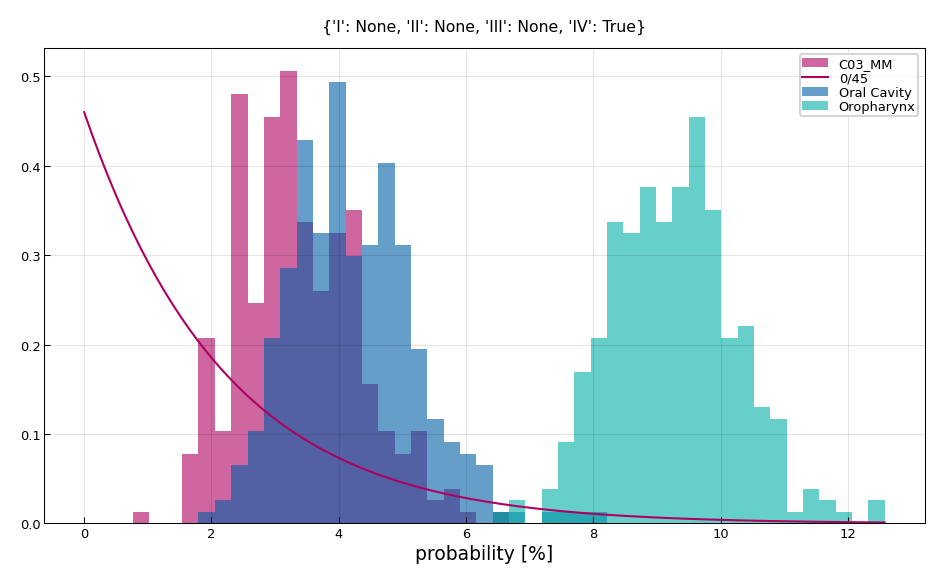 {'I': None, 'II': None, 'III': None, 'IV': True}
C03_MM
0/45
Oral Cavity
Oropharynx
0.5
0.4
0.3
0.2
0.1
0.0
0 2 4 6 8 10 12
probability [%]